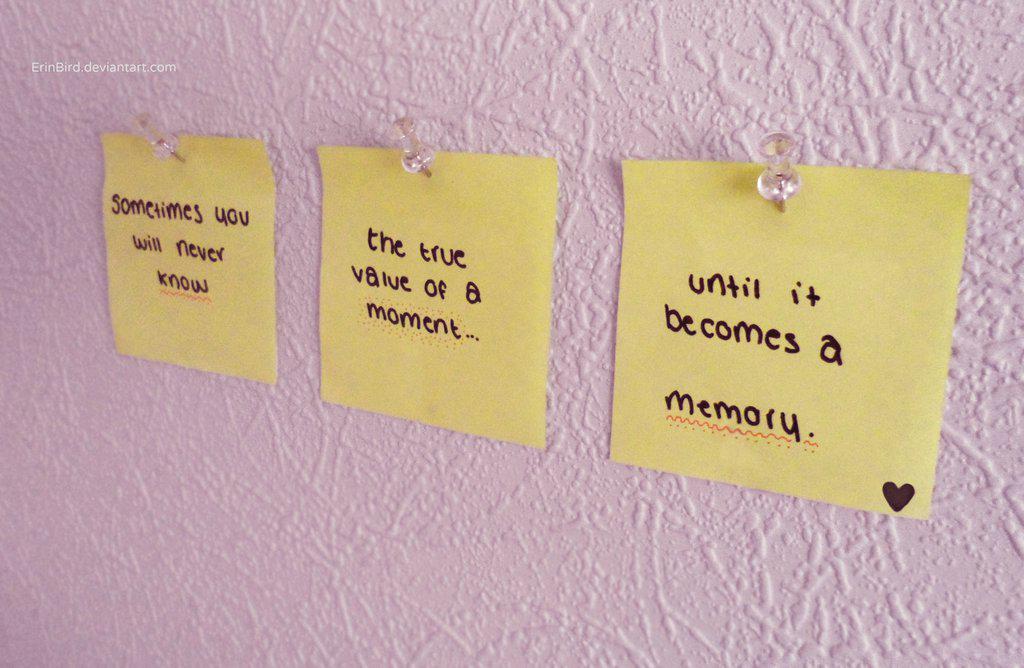 ErinBird.deviantart.com
sometimes you
will never
know
the true
value of a
moment...
until it
becomes a
memory.